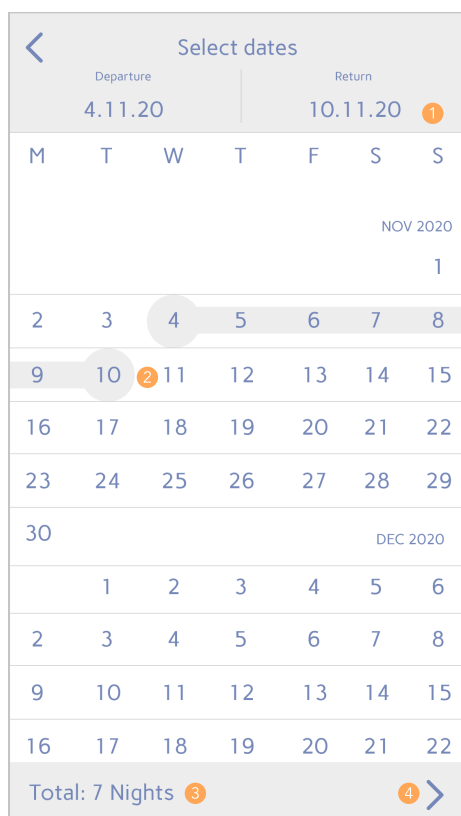 Select dates
Departure Return
4.11.20 10.11.20 1
M T W T F S S
NOV 2020
1
2 3 4 5 6 7 8
9 10 2 11 12 13 14 15
16 17 18 19 20 21 22
23 24 25 26 27 28 29
30
DEC 2020
1 2 3 4 5 6
2 3 4 5 6 7 8
9 10 11 12 13 14 15
16 17 18 19 20 21 22
Total: 7 Nights 3 4